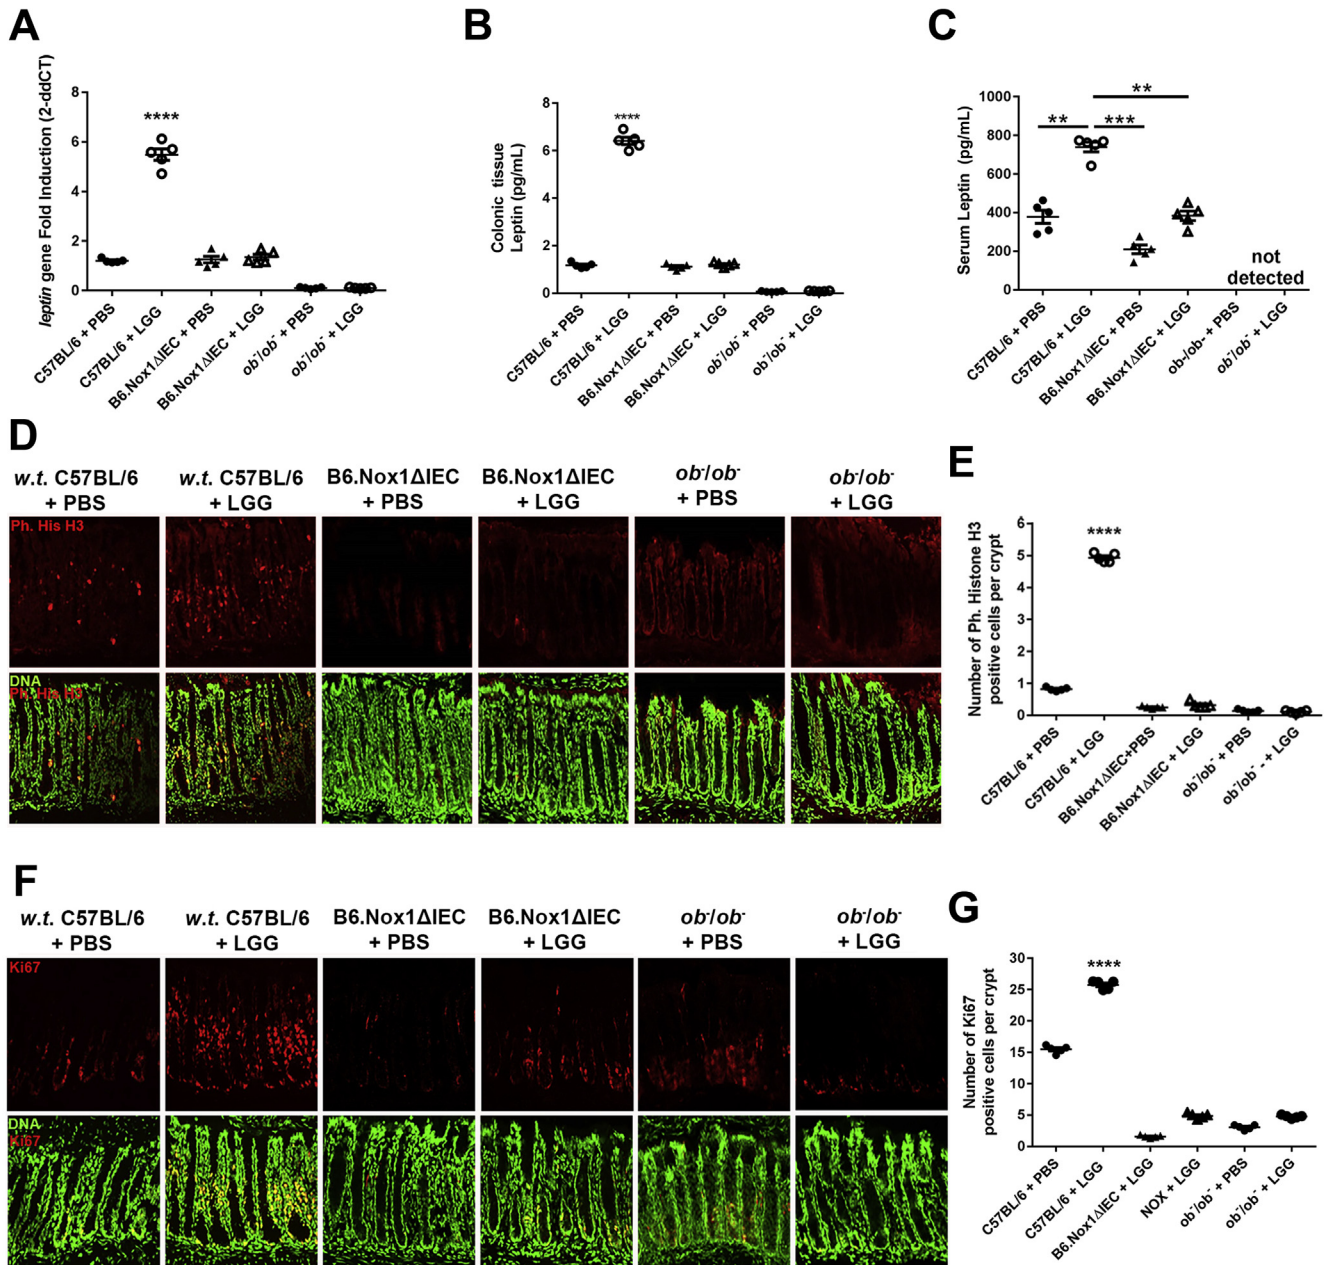 A
leptin gene Fold Induction (2-ddCT)
8
6
4
2
0
****
C57BL/6 + PBS
C57BL/6 + LGG
B6.Nox1ΔIEC + PBS
B6.Nox1ΔIEC + LGG
ob-/ob- + PBS
ob-/ob- + LGG
B
Colonic tissue
Leptin (pg/mL)
8
6
4
2
0
****
C57BL/6 + PBS
C57BL/6 + LGG
B6.Nox1ΔIEC + PBS
B6.Nox1ΔIEC + LGG
ob-/ob- + PBS
ob-/ob- + LGG
C
Serum Leptin (pg/mL)
1000
800
600
400
200
0
**
**
***
not
detected
C57BL/6 + PBS
C57BL/6 + LGG
B6.Nox1ΔIEC + PBS
B6.Nox1ΔIEC + LGG
ob-/ob- + PBS
ob-/ob- + LGG
D
w.t. C57BL/6
+ PBS
w.t. C57BL/6
+ LGG
B6.Nox1ΔIEC
+ PBS
B6.Nox1ΔIEC
+ LGG
ob-/ob-
+ PBS
ob-/ob-
+ LGG
Ph. His H3
DNA
Ph. His H3
E
Number of Ph. Histone H3
positive cells per crypt
6
5
4
3
2
1
0
****
C57BL/6 + PBS
C57BL/6 + LGG
B6.Nox1ΔIEC+PBS
B6.Nox1ΔIEC + LGG
ob-/ob- + PBS
ob-/ob- - + LGG
F
w.t. C57BL/6
+ PBS
w.t. C57BL/6
+ LGG
B6.Nox1ΔIEC
+ PBS
B6.Nox1ΔIEC
+ LGG
ob-/ob-
+ PBS
ob-/ob-
+ LGG
Ki67
DNA
Ki67
G
Number of Ki67
positive cells per crypt
30
25
20
15
10
5
0
****
C57BL/6 + PBS
C57BL/6 + LGG
B6.Nox1ΔIEC + LGG
NOX + LGG
ob-/ob- + PBS
ob-/ob- + LGG